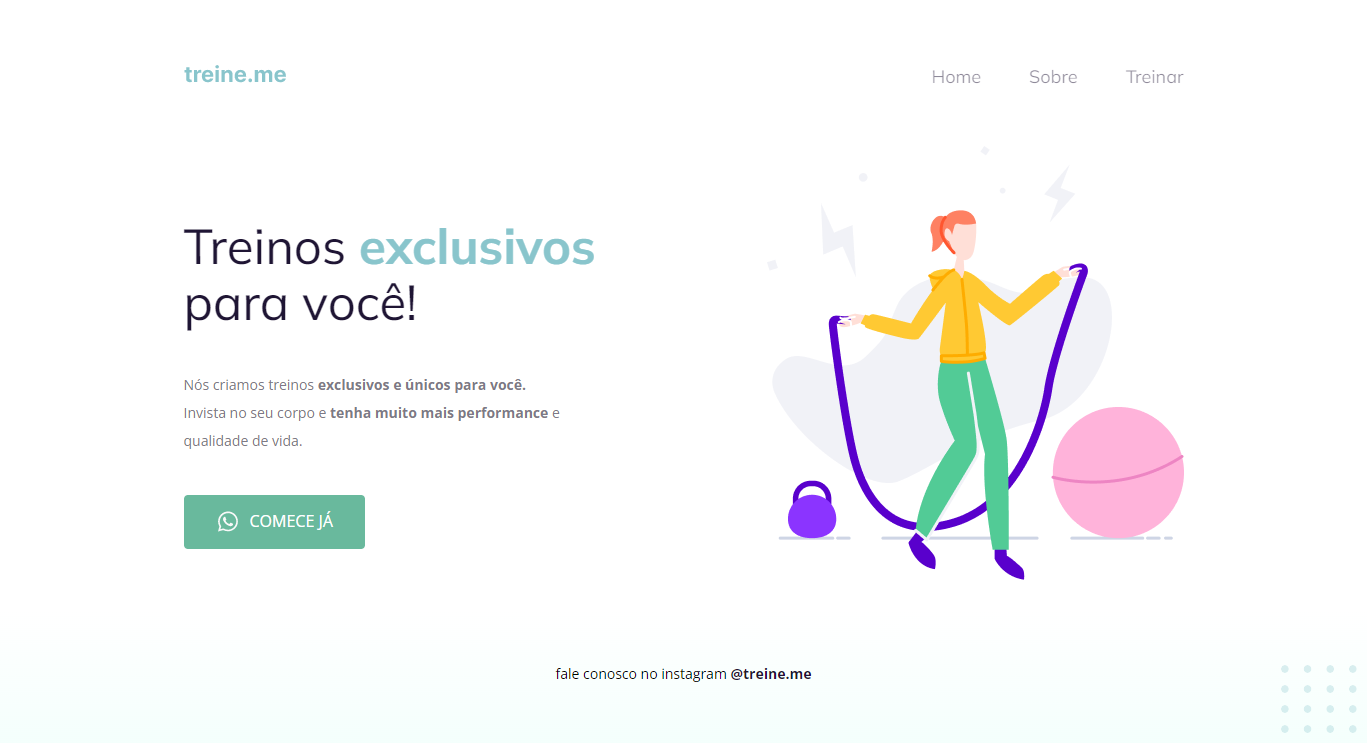 treine.me
Home Sobre Treinar
Treinos exclusivos
para você!
Nós criamos treinos exclusivos e únicos para você.
Invista no seu corpo e tenha muito mais performance e
qualidade de vida.
COMECE JÁ
fale conosco no instagram @treine.me